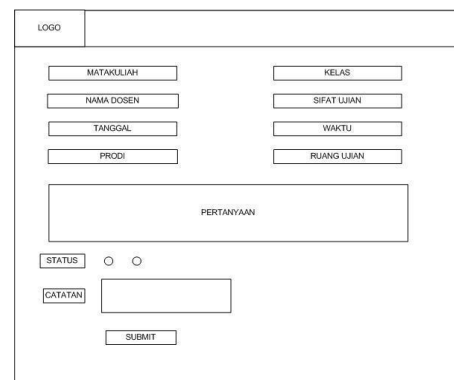 LOGO
MATAKULIAH
KELAS
NAMA DOSEN
SIFAT UJIAN
TANGGAL
WAKTU
PRODI
RUANG UJIAN
PERTANYAAN
STATUS
CATATAN
SUBMIT